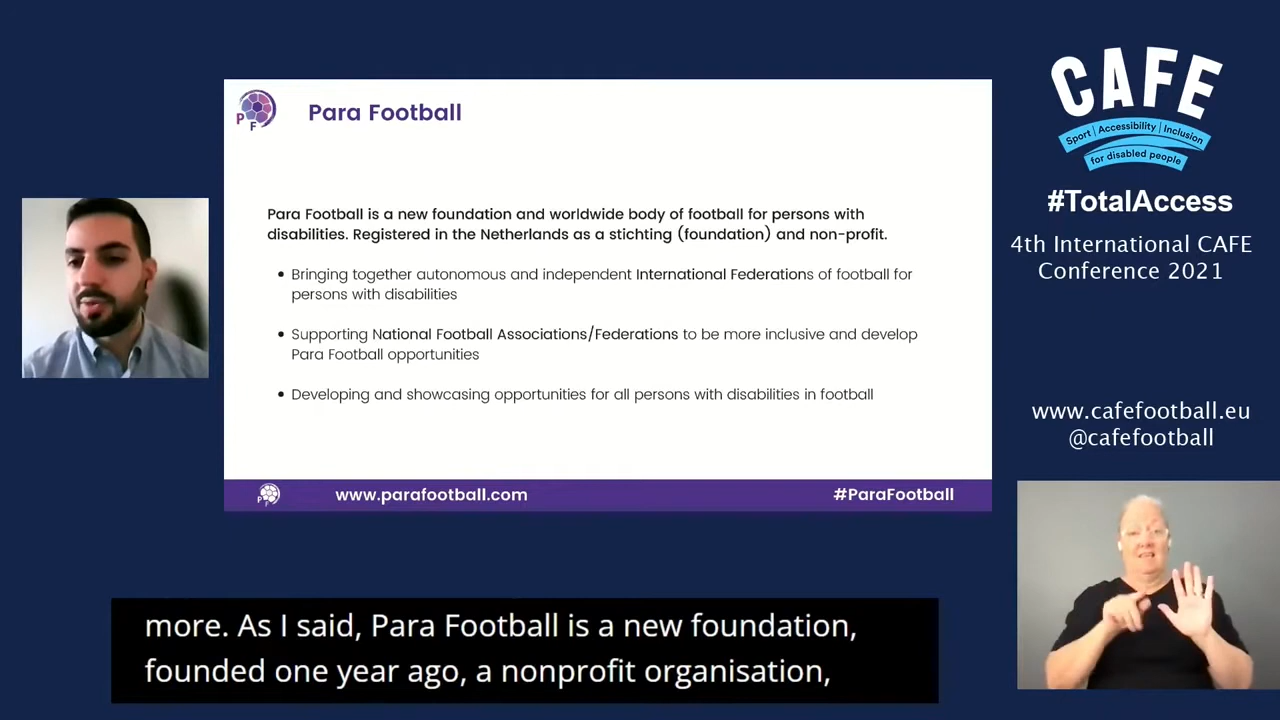 P F
Para Football
Para Football is a new foundation and worldwide body of football for persons with
disabilities. Registered in the Netherlands as a stichting (foundation) and non-profit.
• Bringing together autonomous and independent International Federations of football for
persons with disabilities
• Supporting National Football Associations/Federations to be more inclusive and develop
Para Football opportunities
• Developing and showcasing opportunities for all persons with disabilities in football
P F
www.parafootball.com
#ParaFootball
CAFE
Sport | Accessibility | Inclusion
for disabled people
#TotalAccess
4th International CAFE
Conference 2021
www.cafefootball.eu
@cafefootball
more. As I said, Para Football is a new foundation,
founded one year ago, a nonprofit organisation,